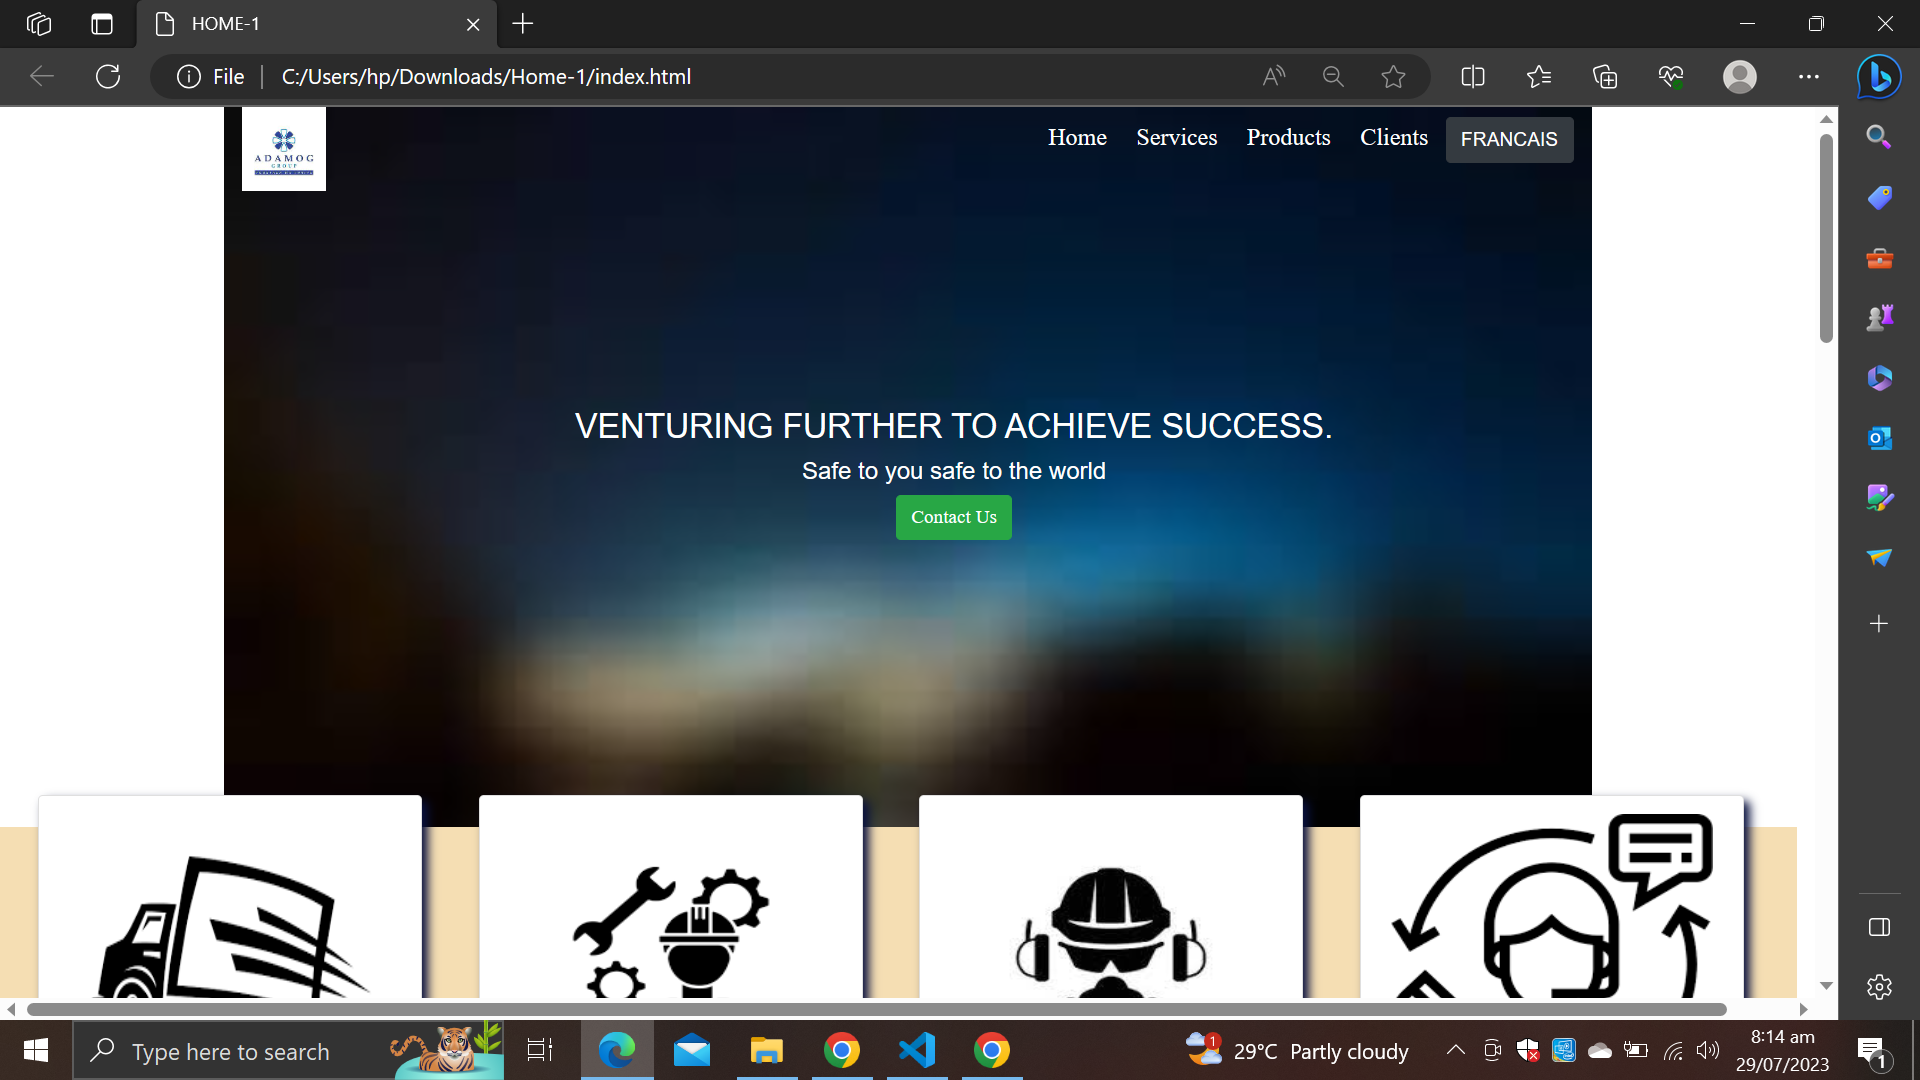 HOME-1
File
C:/Users/hp/Downloads/Home-1/index.html
ADAMOG
GROUP
Home Services Products Clients FRANCAIS
VENTURING FURTHER TO ACHIEVE SUCCESS.
Safe to you safe to the world
Contact Us
Type here to search
1
29°C Partly cloudy
8:14 am
29/07/2023
1